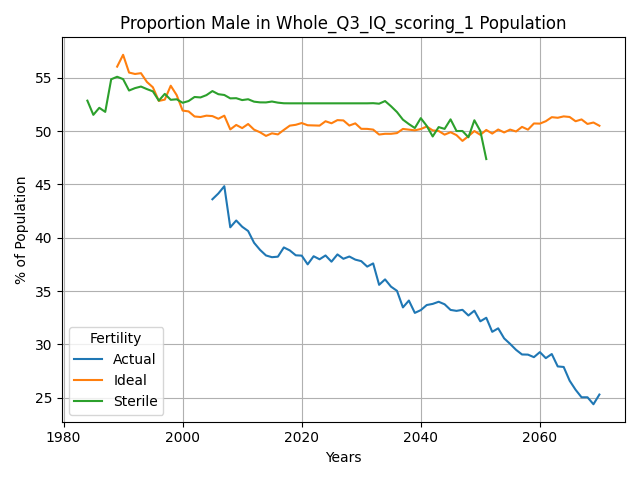 Proportion Male in Whole_Q3_IQ_scoring_1 Population
% of Population
55
50
45
40
35
30
25
Fertility
Actual
Ideal
Sterile
1980
2000
2020
2040
2060
Years